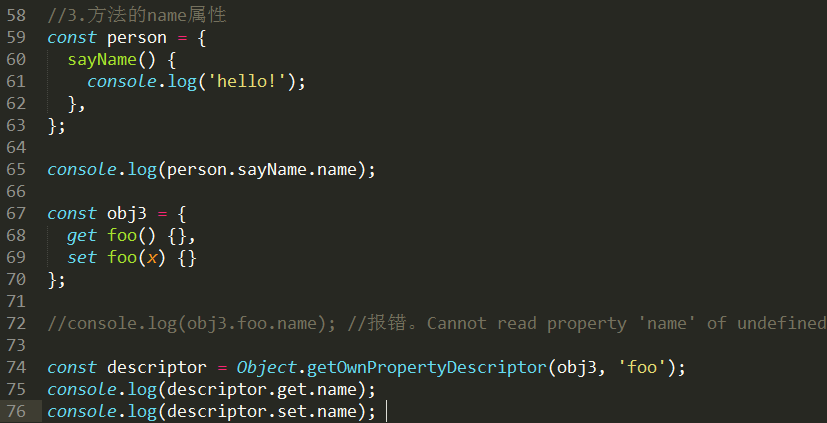 58 //3.方法的name属性
59 const person = {
60   sayName() {
61     console.log('hello!');
62   },
63 };
64
65 console.log(person.sayName.name);
66
67 const obj3 = {
68   get foo() {},
69   set foo(x) {}
70 };
71
72 //console.log(obj3.foo.name); //报错。Cannot read property 'name' of undefined
73
74 const descriptor = Object.getOwnPropertyDescriptor(obj3, 'foo');
75 console.log(descriptor.get.name);
76 console.log(descriptor.set.name);